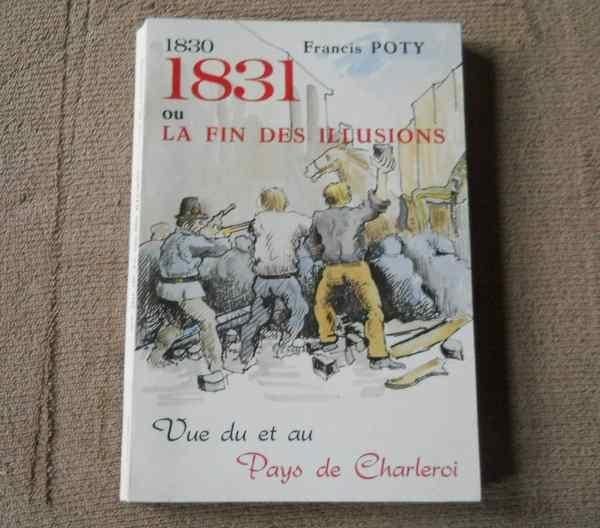 1830 Francis POTY
1831
ou
LA FIN DES ILLUSIONS
Vue du et au
Pays de Charleroi